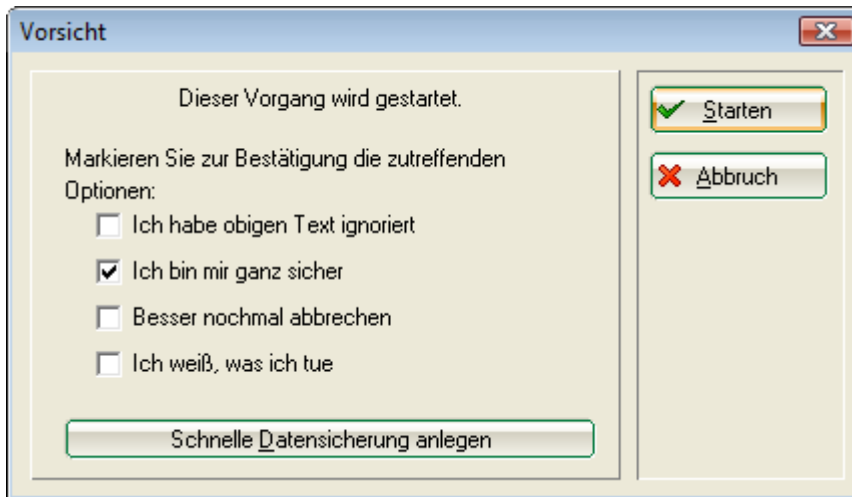 Vorsicht
Dieser Vorgang wird gestartet.
Markieren Sie zur Bestätigung die zutreffenden
Optionen:
Ich habe obigen Text ignoriert
Ich bin mir ganz sicher
Besser nochmal abbrechen
Ich weiß, was ich tue
Schnelle Datensicherung anlegen
Starten
Abbruch